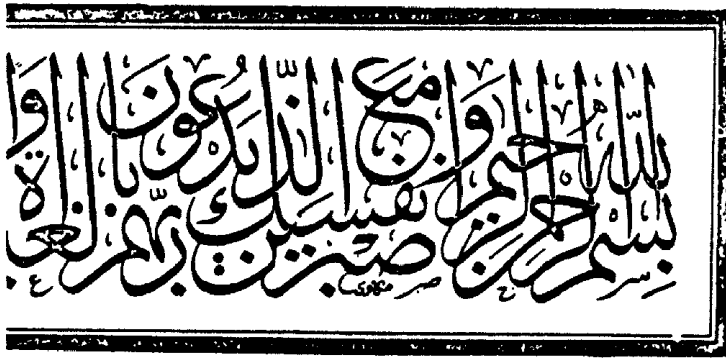 بسم الله الرحمن الرحيم واصبر نفسك مع الذين يدعون ربهم بالغداة و